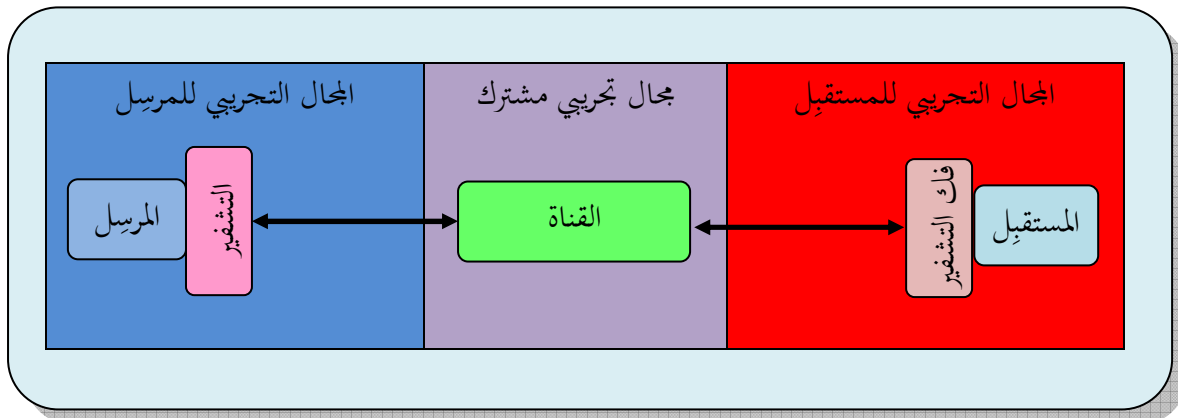 المجال التجريبي للمستقبِل
مجال تجريبي مشترك
المجال التجريبي للمرسِل
المستقبِل
فك التشفير
القناة
التشفير
المرسِل